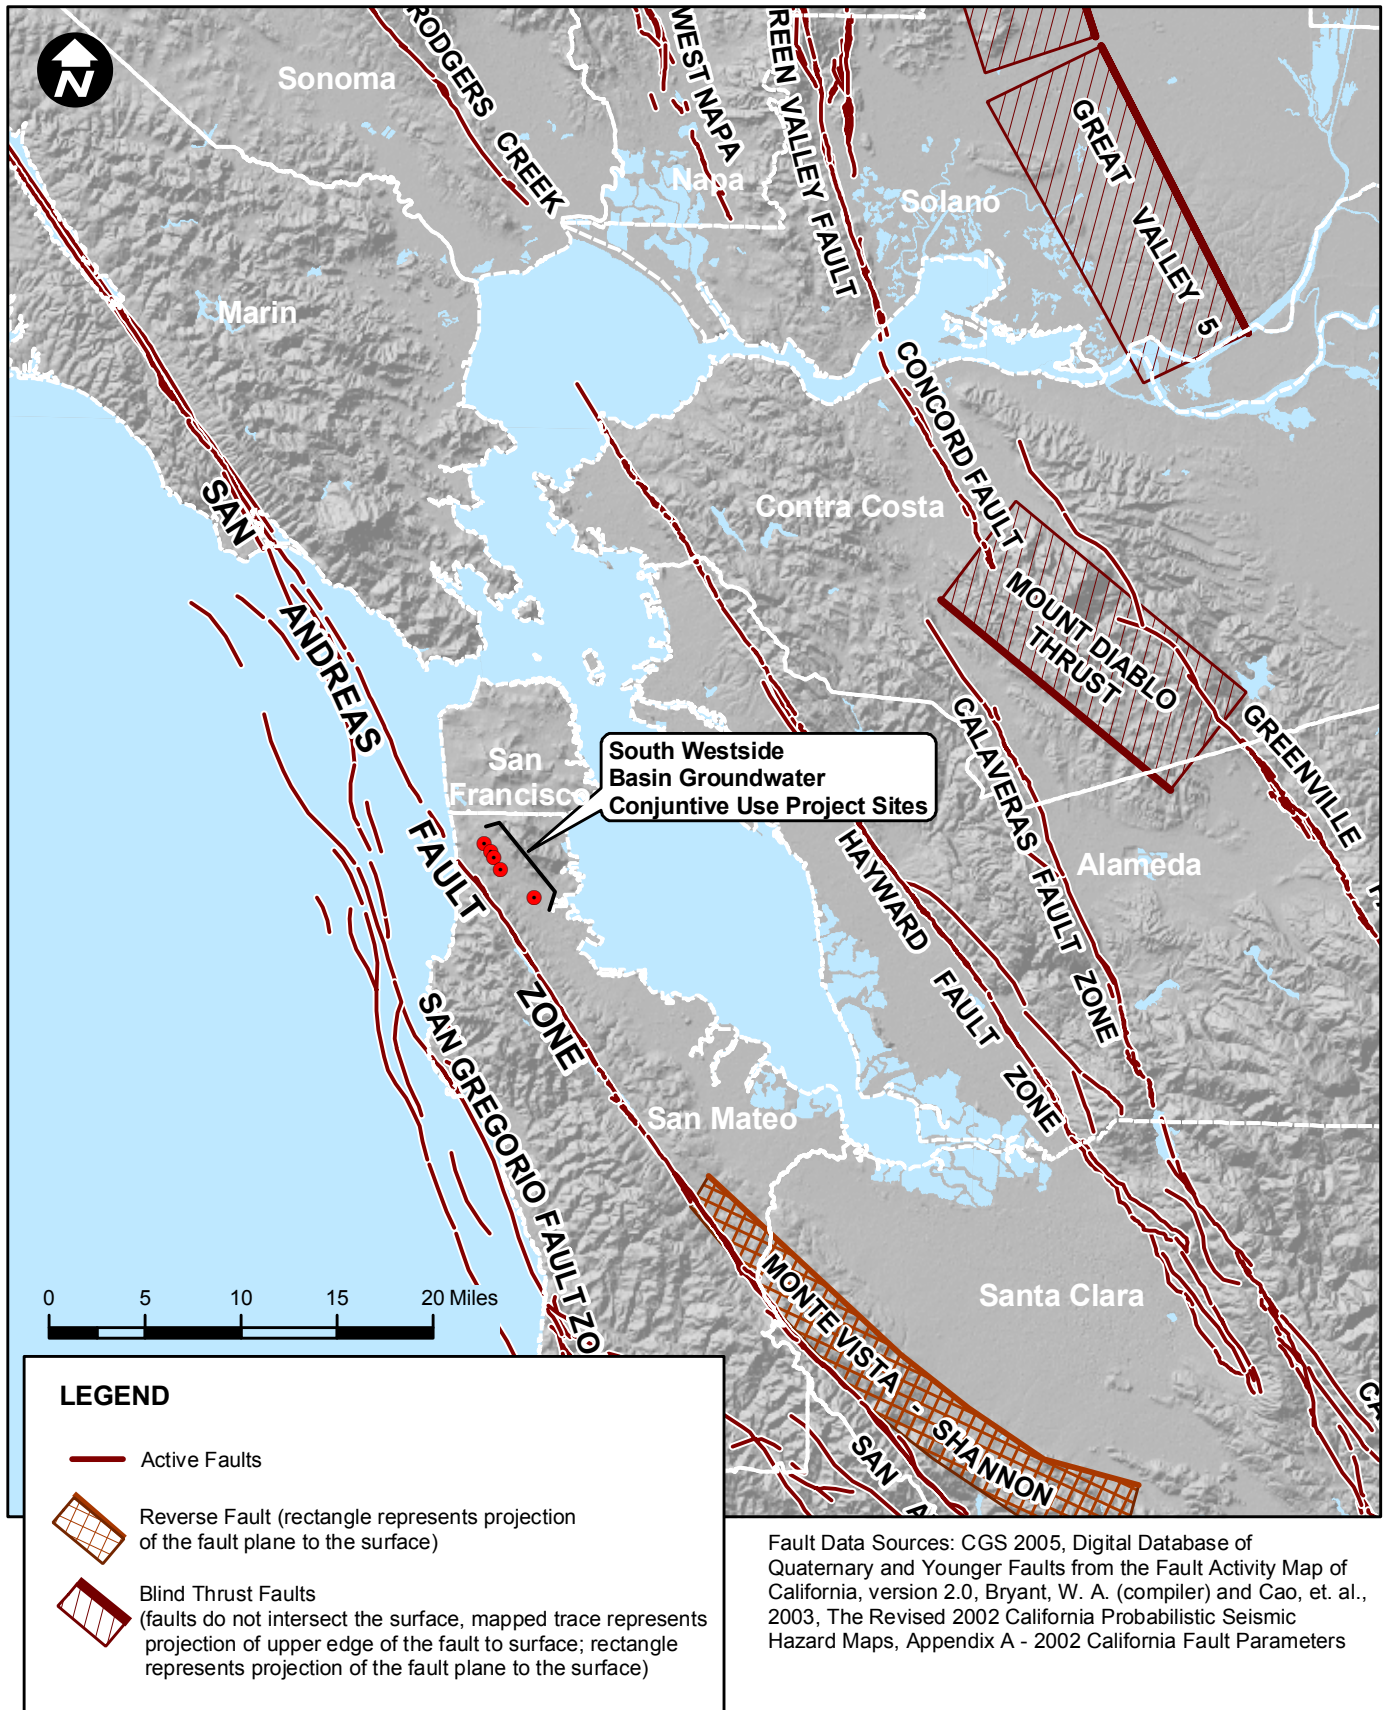 N
Sonoma
RODGERS CREEK
WEST NAPA
Napa
REEN VALLEY FAULT
Solano
GREAT VALLEY 5
Marin
CONCORD FAULT
Contra Costa
SAN ANDREAS FAULT ZONE
MOUNT DIABLO
THRUST
GREENVILLE
CALAVERAS FAULT ZONE
San
Francisco
South Westside
Basin Groundwater
Conjuntive Use Project Sites
HAYWARD FAULT ZONE
Alameda
SAN GREGORIO FAULT ZO
San Mateo
Santa Clara
MONTE VISTA - SHANNON
SAN A
CA
0 5 10 15 20 Miles
LEGEND
Active Faults
Reverse Fault (rectangle represents projection
of the fault plane to the surface)
Blind Thrust Faults
(faults do not intersect the surface, mapped trace represents
projection of upper edge of the fault to surface; rectangle
represents projection of the fault plane to the surface)
Fault Data Sources: CGS 2005, Digital Database of
Quaternary and Younger Faults from the Fault Activity Map of
California, version 2.0, Bryant, W. A. (compiler) and Cao, et. al.,
2003, The Revised 2002 California Probabilistic Seismic
Hazard Maps, Appendix A - 2002 California Fault Parameters